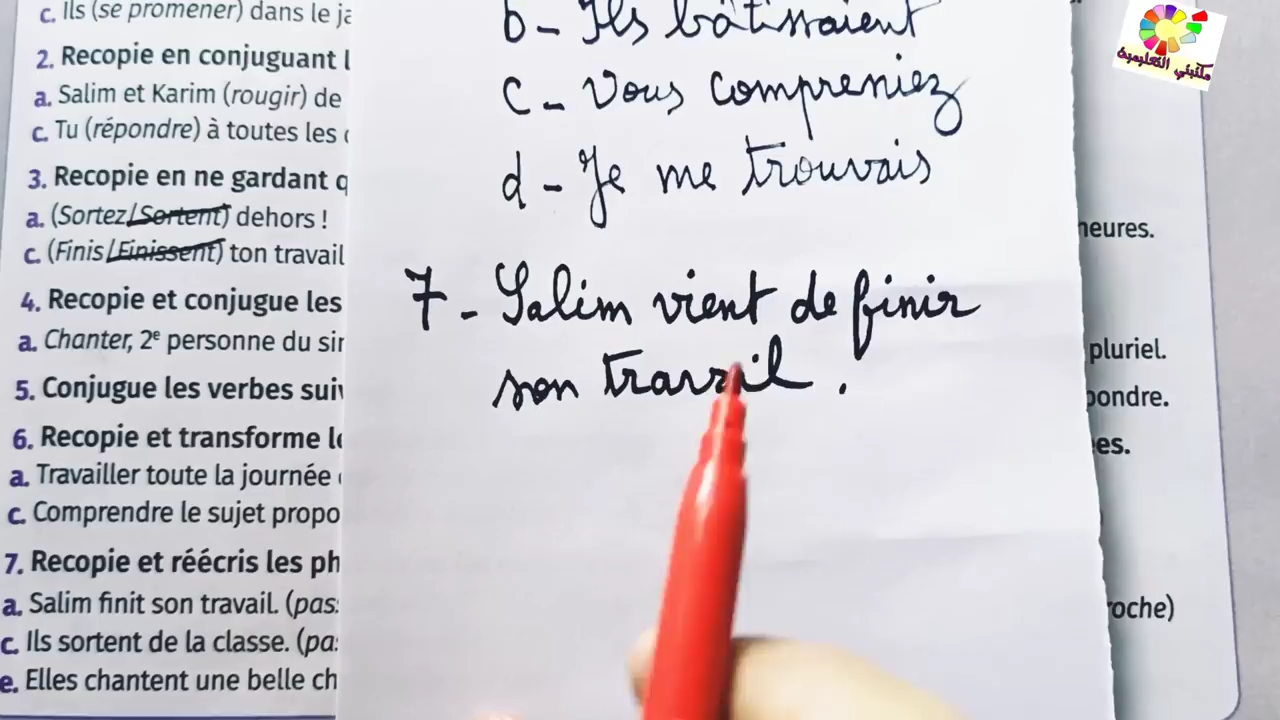 c. Ils (se promener) dans le ja
2. Recopie en conjuguant l
a. Salim et Karim (rougir) de
c. Tu (répondre) à toutes les
3. Recopie en ne gardant q
a. (Sortez/Sortent) dehors !
c. (Finis/Finissent) ton travail
4. Recopie et conjugue les
a. Chanter, 2e personne du sin
5. Conjugue les verbes suiv
6. Recopie et transforme le
a. Travailler toute la journée
c. Comprendre le sujet propo
7. Recopie et réécris les ph
a. Salim finit son travail. (pas
c. Ils sortent de la classe. (pa
e. Elles chantent une belle ch
b - Ils bâtissaient
c - Vous compreniez
d - Je me trouvais
7 - Salim vient de finir
son travail.
heures.
pluriel.
pondre.
es.
roche)
مكتبتي التعليمية